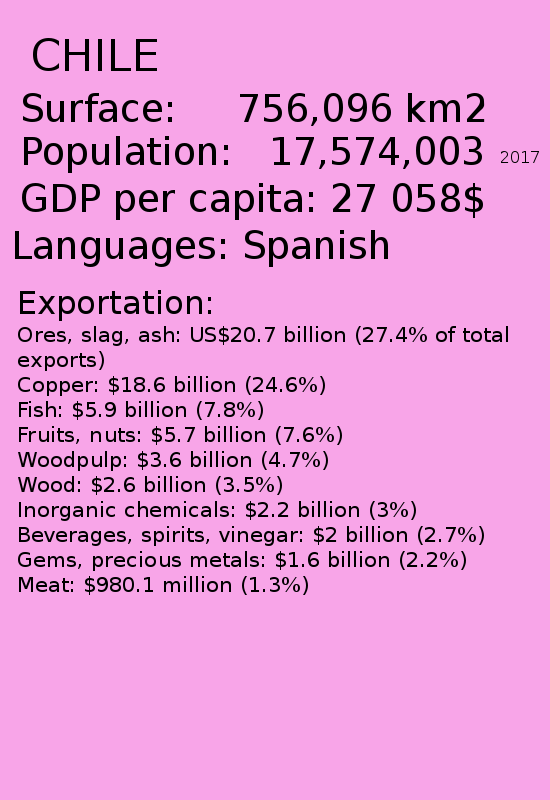 CHILE
Surface: 756,096 km2
Population: 17,574,003 2017
GDP per capita: 27 058$
Languages: Spanish
Exportation:
Ores, slag, ash: US$20.7 billion (27.4% of total
exports)
Copper: $18.6 billion (24.6%)
Fish: $5.9 billion (7.8%)
Fruits, nuts: $5.7 billion (7.6%)
Woodpulp: $3.6 billion (4.7%)
Wood: $2.6 billion (3.5%)
Inorganic chemicals: $2.2 billion (3%)
Beverages, spirits, vinegar: $2 billion (2.7%)
Gems, precious metals: $1.6 billion (2.2%)
Meat: $980.1 million (1.3%)